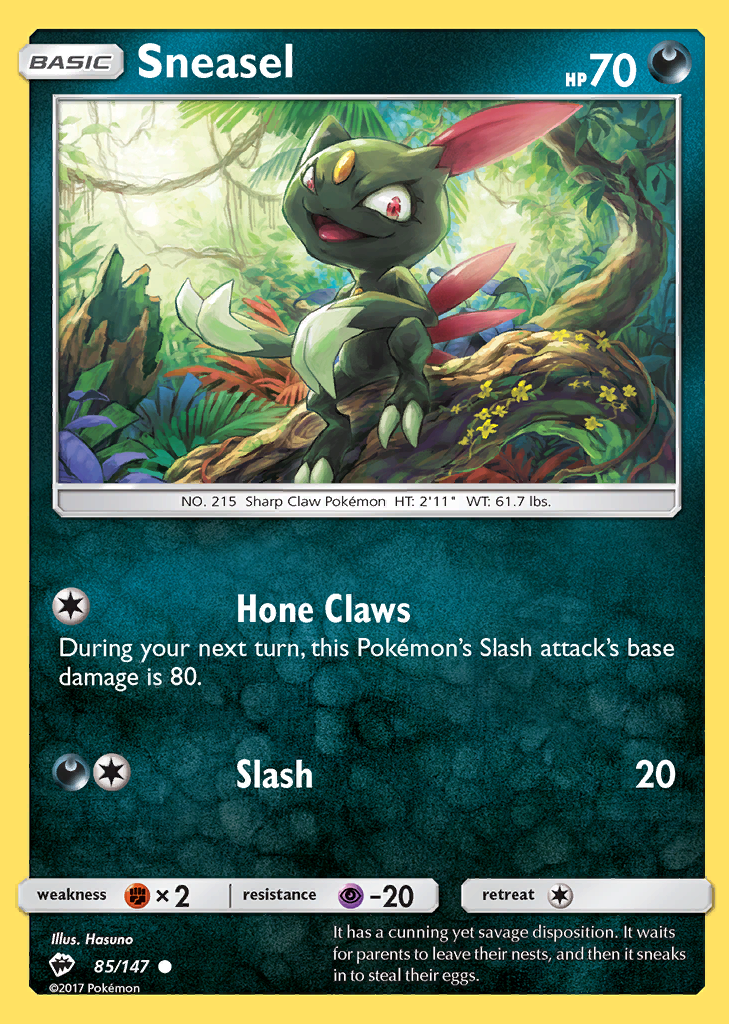 BASIC Sneasel HP 70
NO. 215 Sharp Claw Pokémon HT: 2'11" WT: 61.7 lbs.
Hone Claws
During your next turn, this Pokémon's Slash attack's base
damage is 80.
Slash 20
weakness × 2 resistance -20 retreat
Illus. Hasuno
85/147
©2017 Pokémon
It has a cunning yet savage disposition. It waits
for parents to leave their nests, and then it sneaks
in to steal their eggs.